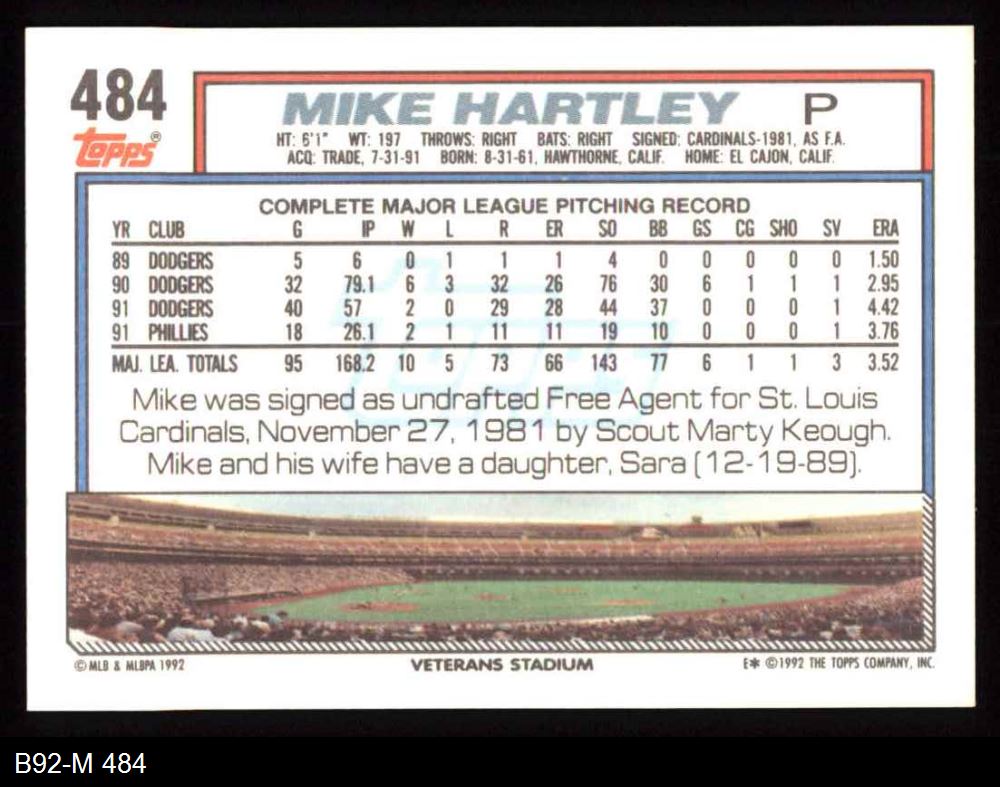 484
Topps®
MIKE HARTLEY P
HT: 6'1" WT: 197 THROWS: RIGHT BATS: RIGHT SIGNED: CARDINALS-1981, AS F.A.
ACQ: TRADE, 7-31-91 BORN: 8-31-61, HAWTHORNE, CALIF. HOME: EL CAJON, CALIF.
COMPLETE MAJOR LEAGUE PITCHING RECORD
YR CLUB G IP W L R ER SO BB GS CG SHO SV ERA
89 DODGERS 5 6 0 1 1 1 4 0 0 0 0 0 1.50
90 DODGERS 32 79.1 6 3 32 26 76 30 6 1 1 1 2.95
91 DODGERS 40 57 2 0 29 28 44 37 0 0 0 1 4.42
91 PHILLIES 18 26.1 2 1 11 11 19 10 0 0 0 1 3.76
MAJ. LEA. TOTALS 95 168.2 10 5 73 66 143 77 6 1 1 3 3.52
Mike was signed as undrafted Free Agent for St. Louis
Cardinals, November 27, 1981 by Scout Marty Keough.
Mike and his wife have a daughter, Sara (12-19-89).
© MLB & MLBPA 1992 VETERANS STADIUM E* © 1992 THE TOPPS COMPANY, INC.
B92-M 484